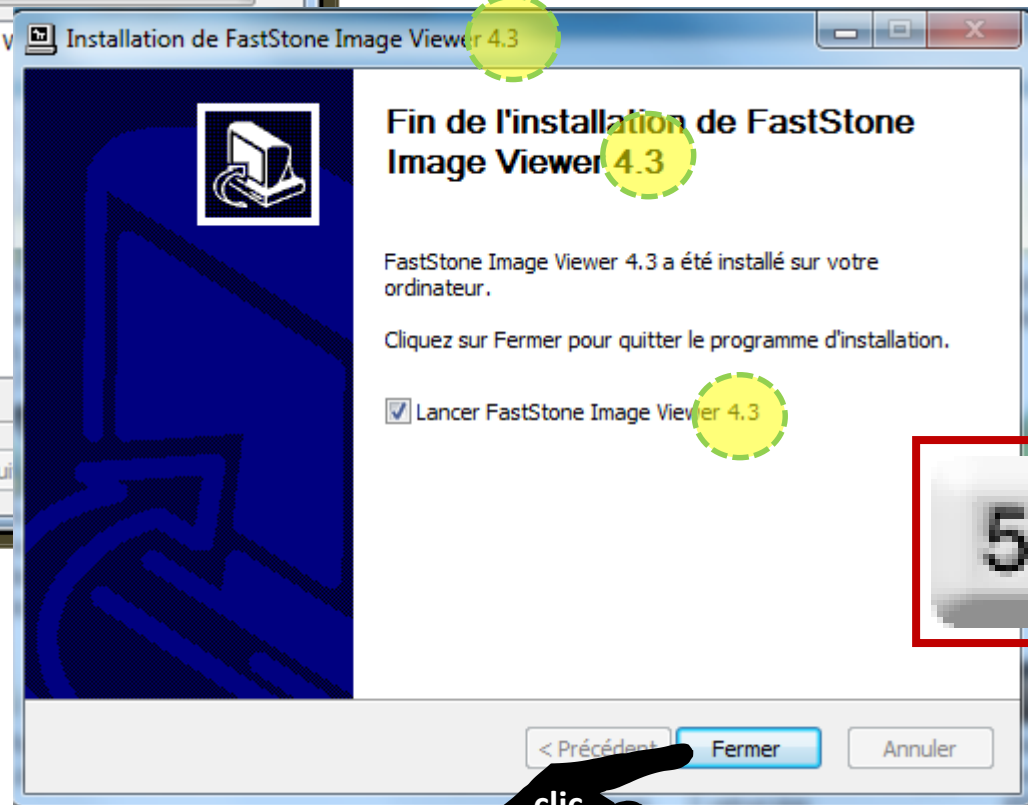 Installation de FastStone Image Viewer 4.3
Fin de l'installation de FastStone
Image Viewer 4.3
FastStone Image Viewer 4.3 a été installé sur votre
ordinateur.
Cliquez sur Fermer pour quitter le programme d'installation.
Lancer FastStone Image Viewer 4.3
5
< Précédent
Fermer
Annuler
clic